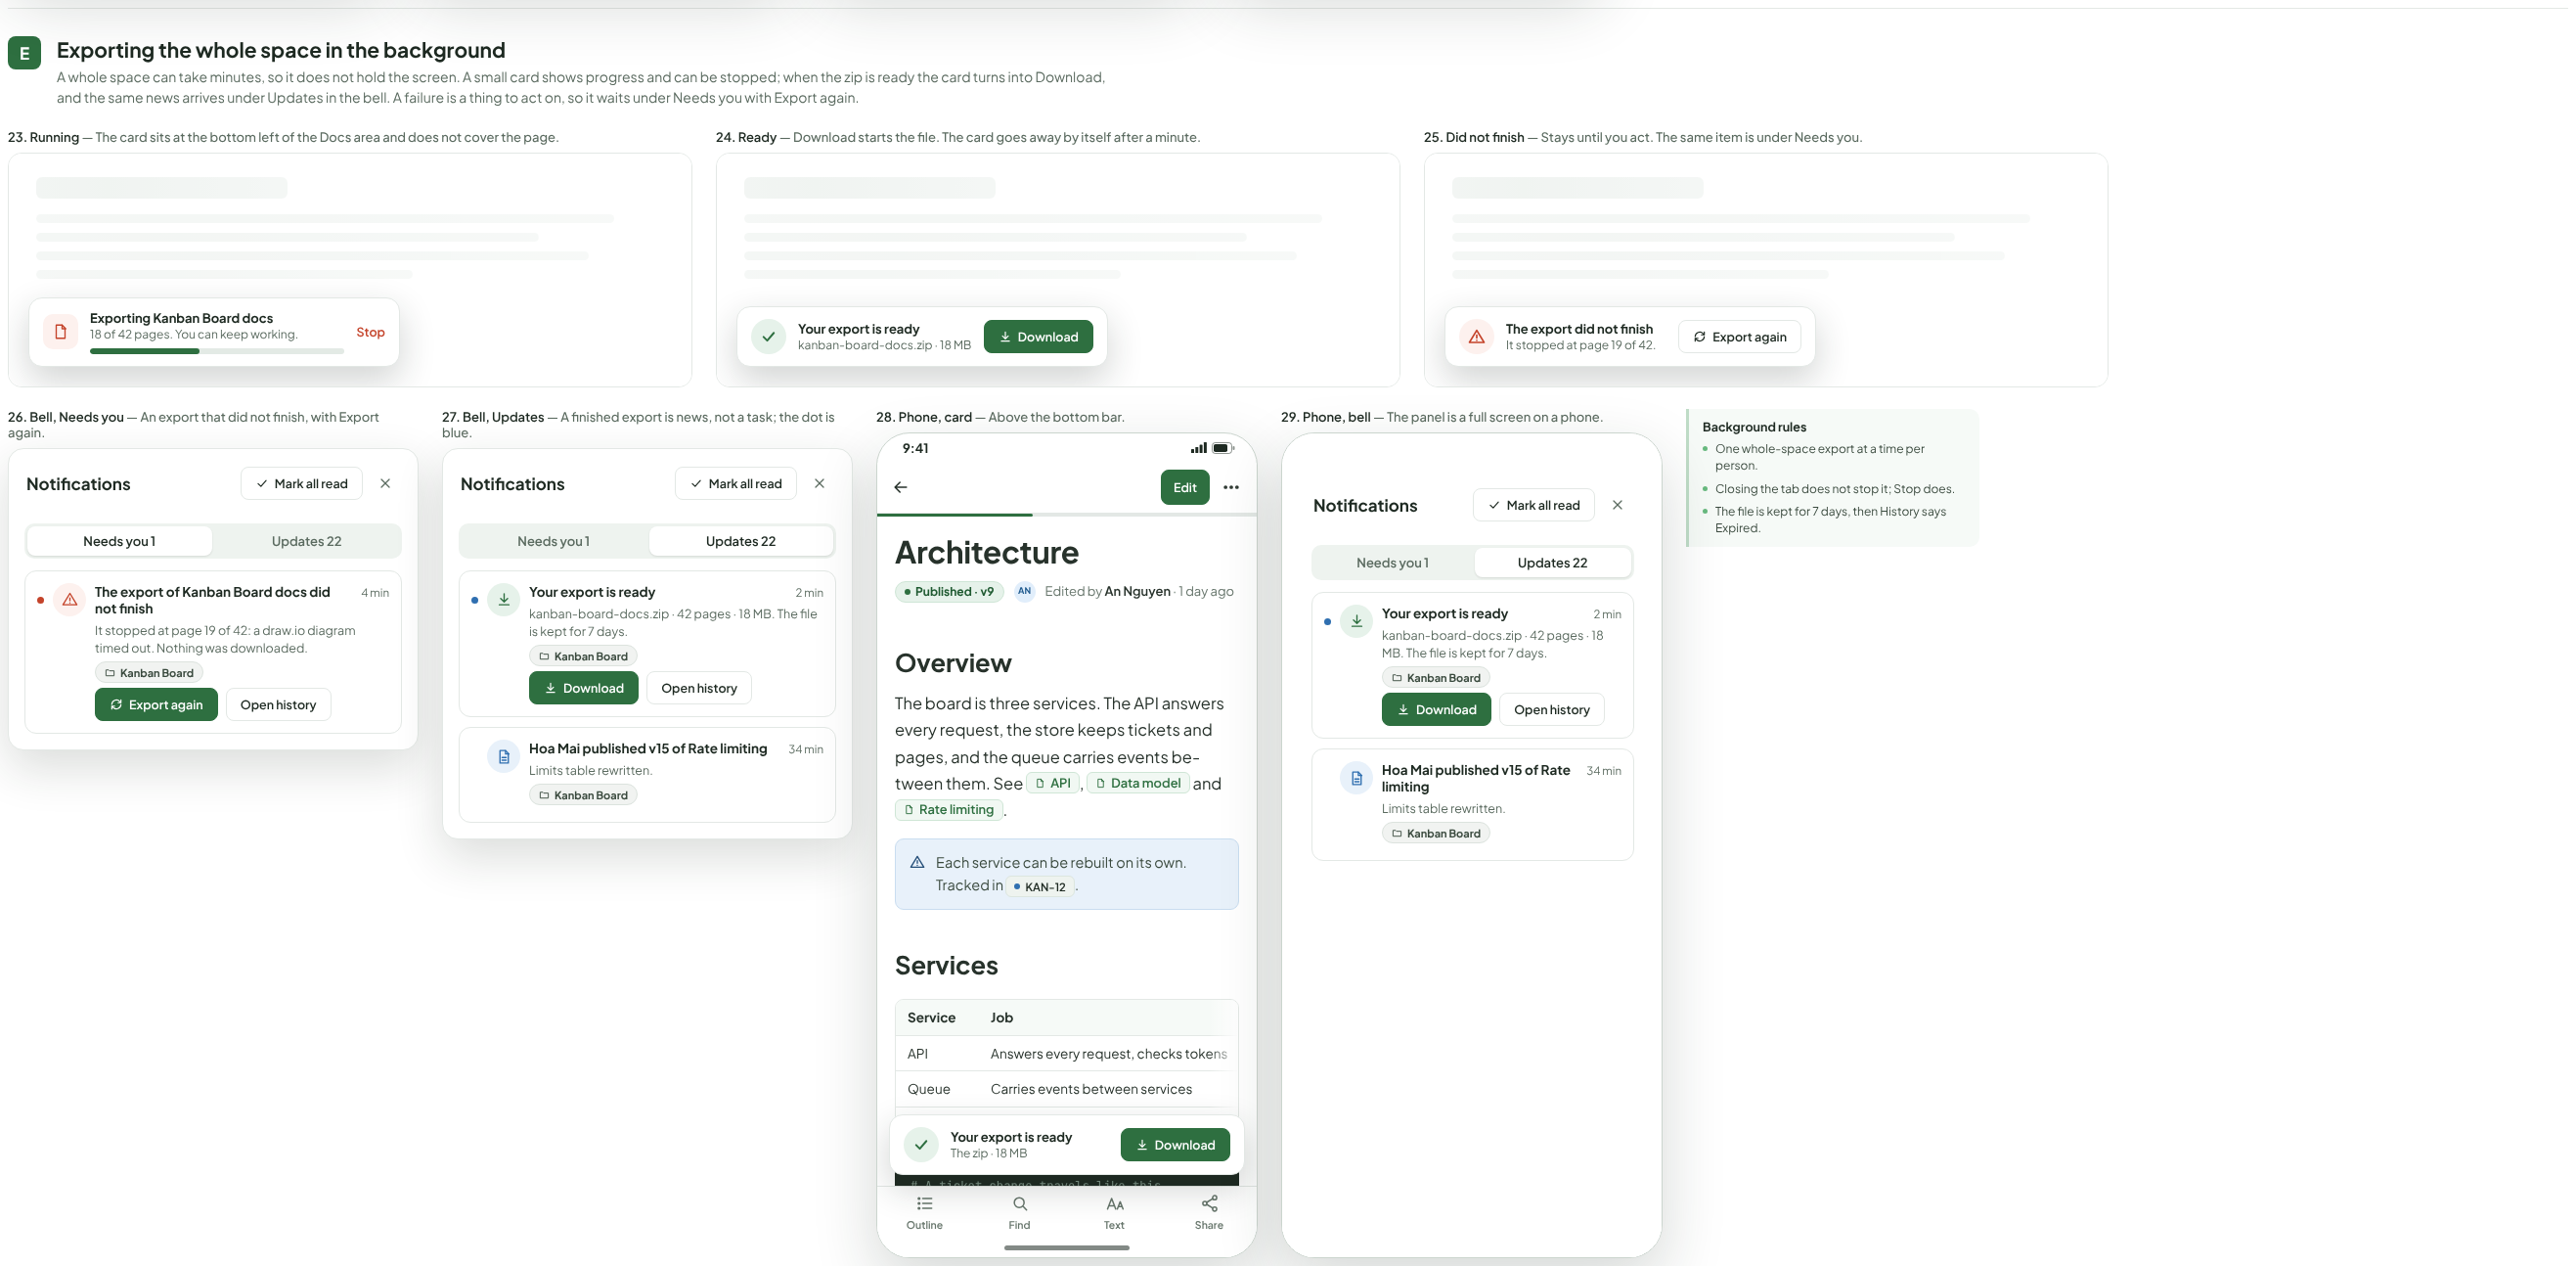 E
Exporting the whole space in the background
A whole space can take minutes, so it does not hold the screen. A small card shows progress and can be stopped; when the zip is ready the card turns into Download,
and the same news arrives under Updates in the bell. A failure is a thing to act on, so it waits under Needs you with Export again.
23. Running — The card sits at the bottom left of the Docs area and does not cover the page.
Exporting Kanban Board docs
18 of 42 pages. You can keep working.
Stop
24. Ready — Download starts the file. The card goes away by itself after a minute.
Your export is ready
kanban-board-docs.zip · 18 MB
Download
25. Did not finish — Stays until you act. The same item is under Needs you.
The export did not finish
It stopped at page 19 of 42.
Export again
26. Bell, Needs you — An export that did not finish, with Export
again.
Notifications
Mark all read
Needs you 1
Updates 22
The export of Kanban Board docs did
not finish
4 min
It stopped at page 19 of 42: a draw.io diagram
timed out. Nothing was downloaded.
Kanban Board
Export again
Open history
27. Bell, Updates — A finished export is news, not a task; the dot is
blue.
Notifications
Mark all read
Needs you 1
Updates 22
Your export is ready
2 min
kanban-board-docs.zip · 42 pages · 18 MB. The file
is kept for 7 days.
Kanban Board
Download
Open history
Hoa Mai published v15 of Rate limiting
34 min
Limits table rewritten.
Kanban Board
28. Phone, card — Above the bottom bar.
9:41
Edit
Architecture
Published · v9
AN
Edited by An Nguyen · 1 day ago
Overview
The board is three services. The API answers
every request, the store keeps tickets and
pages, and the queue carries events be-
tween them. See API, Data model and
Rate limiting.
Each service can be rebuilt on its own.
Tracked in KAN-12.
Services
Service Job
API Answers every request, checks tokens
Queue Carries events between services
Your export is ready
The zip · 18 MB
Download
# A ticket change travels like this
Outline
Find
Text
Share
29. Phone, bell — The panel is a full screen on a phone.
Notifications
Mark all read
Needs you 1
Updates 22
Your export is ready
2 min
kanban-board-docs.zip · 42 pages · 18
MB. The file is kept for 7 days.
Kanban Board
Download
Open history
Hoa Mai published v15 of Rate
limiting
34 min
Limits table rewritten.
Kanban Board
Background rules
One whole-space export at a time per
person.
Closing the tab does not stop it; Stop does.
The file is kept for 7 days, then History says
Expired.